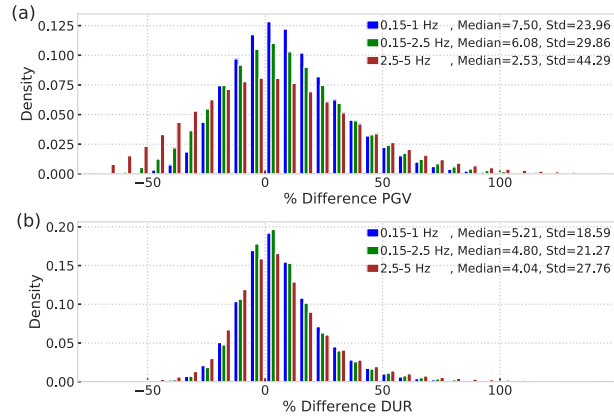 (a)
0.15-1 Hz , Median=7.50, Std=23.96
0.15-2.5 Hz, Median=6.08, Std=29.86
2.5-5 Hz , Median=2.53, Std=44.29
Density
0.125
0.100
0.075
0.050
0.025
0.000
−50 0 50 100
% Difference PGV
(b)
0.15-1 Hz , Median=5.21, Std=18.59
0.15-2.5 Hz, Median=4.80, Std=21.27
2.5-5 Hz , Median=4.04, Std=27.76
Density
0.20
0.15
0.10
0.05
0.00
−50 0 50 100
% Difference DUR